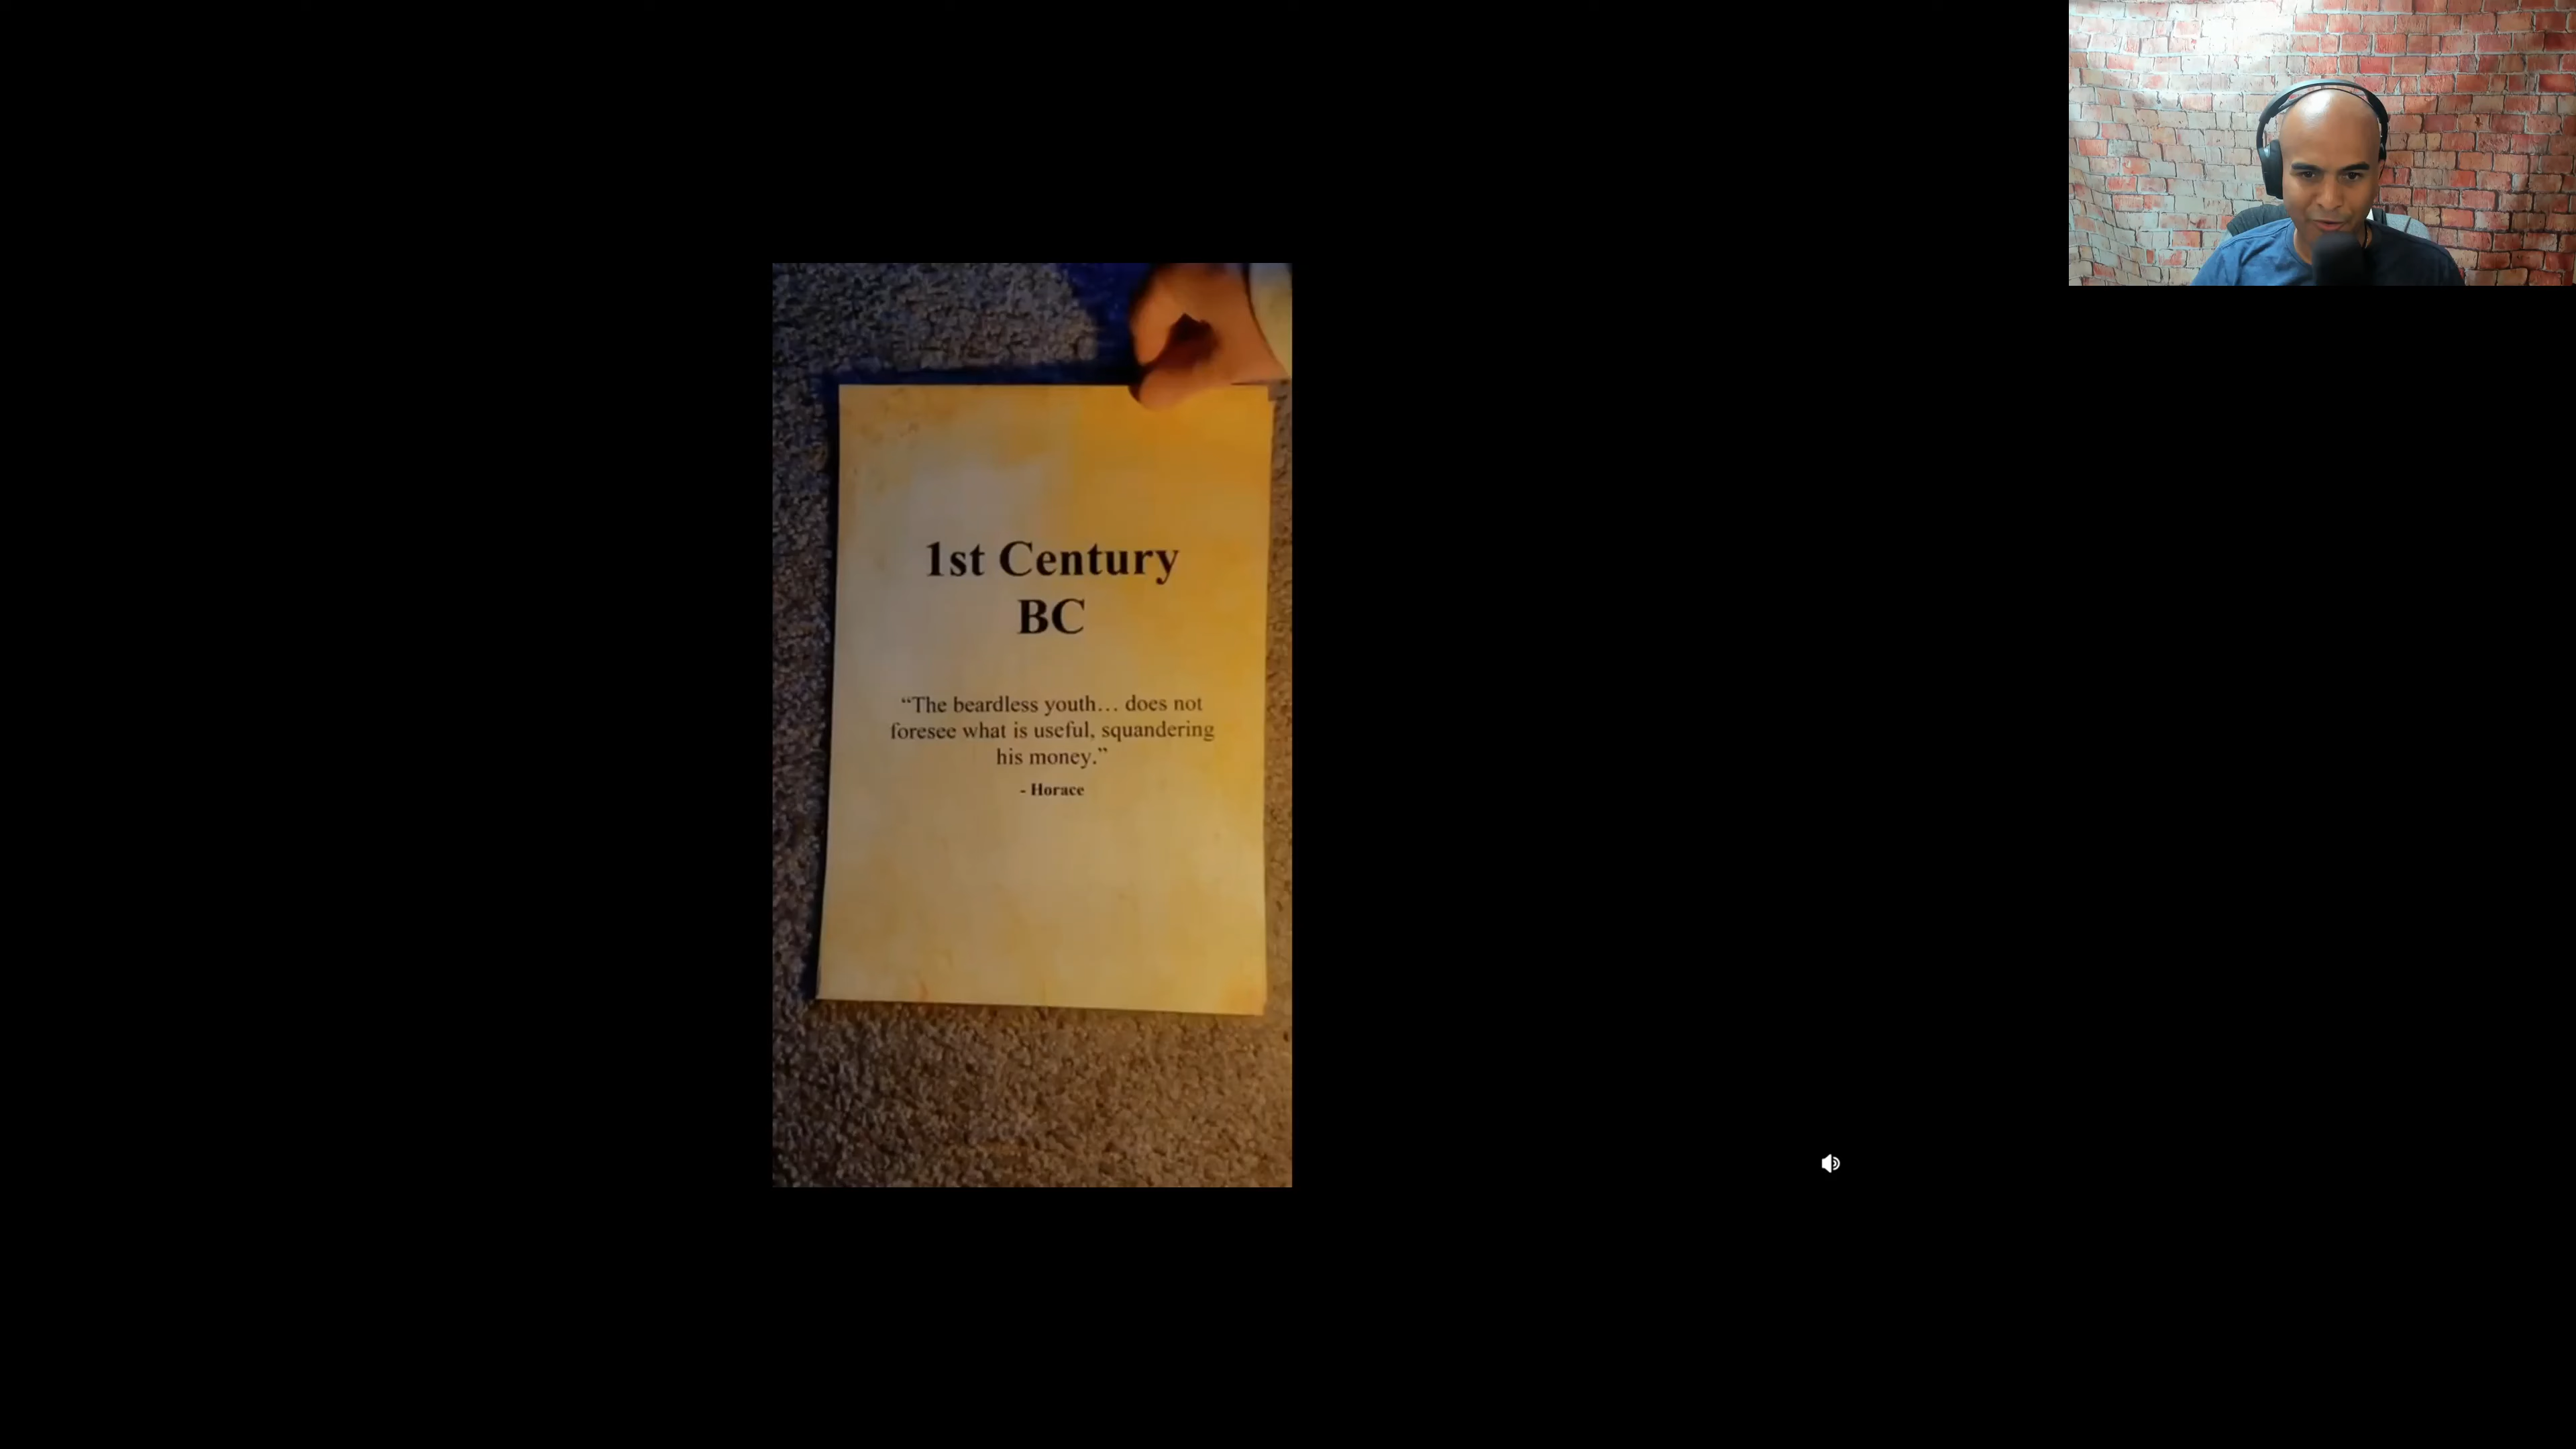 1st Century
BC
“The beardless youth… does not
foresee what is useful, squandering
his money.”
- Horace